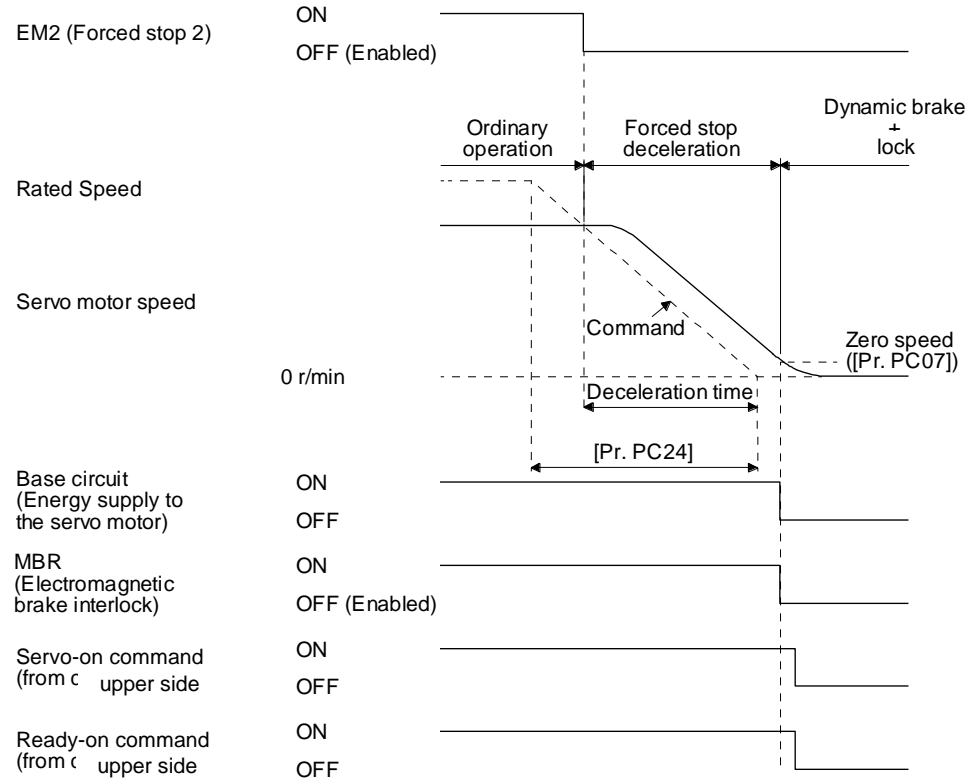 EM2 (Forced stop 2)
ON
OFF (Enabled)
Ordinary
operation
Forced stop
deceleration
Dynamic brake
+
lock
Rated Speed
Servo motor speed
Command
Zero speed
([Pr. PC07])
0 r/min
Deceleration time
[Pr. PC24]
Base circuit
(Energy supply to
the servo motor)
ON
OFF
MBR
(Electromagnetic
brake interlock)
ON
OFF (Enabled)
Servo-on command
(from upper side
ON
OFF
Ready-on command
(from upper side
ON
OFF